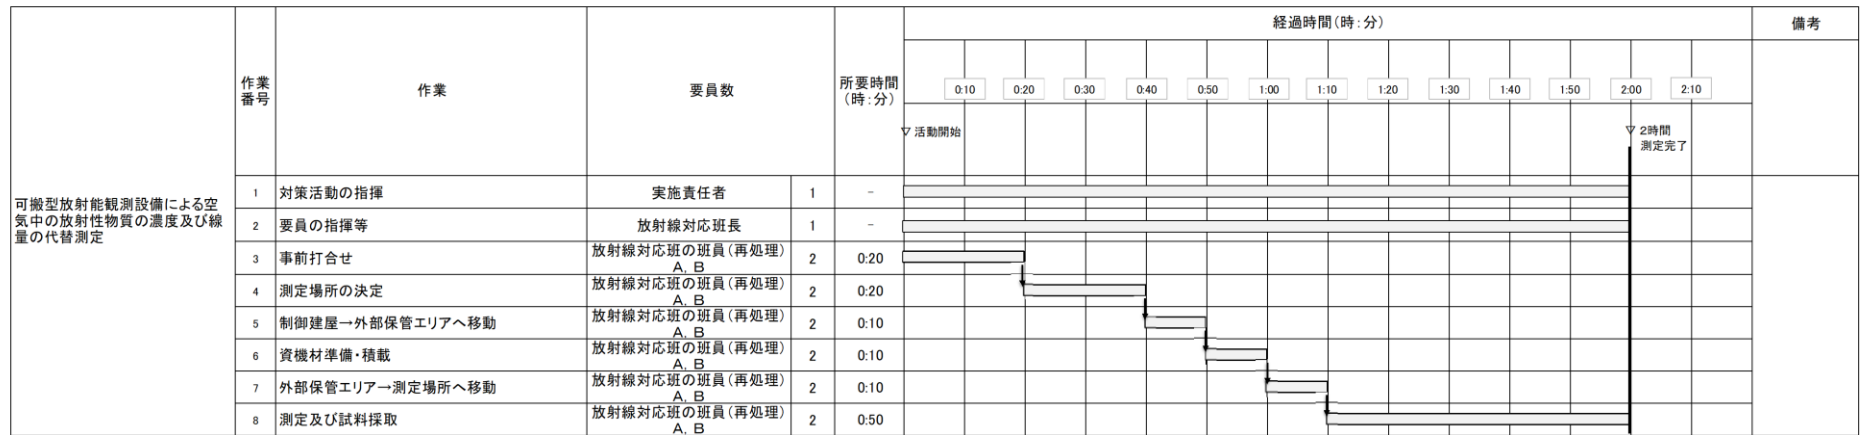 経過時間(時:分)
備考
作業
番号
作業
要員数
所要時間
(時:分)
0:10 0:20 0:30 0:40 0:50 1:00 1:10 1:20 1:30 1:40 1:50 2:00 2:10
▽活動開始
▽2時間
測定完了
可搬型放射能観測設備による空
気中の放射性物質の濃度及び線
量の代替測定
1 対策活動の指揮 実施責任者 1 −
2 要員の指揮等 放射線対応班長 1 −
3 事前打合せ 放射線対応班の班員(再処理) 2 0:20
A, B
4 測定場所の決定 放射線対応班の班員(再処理) 2 0:20
A, B
5 制御建屋→外部保管エリアへ移動 放射線対応班の班員(再処理) 2 0:10
A, B
6 資機材準備・積載 放射線対応班の班員(再処理) 2 0:10
A, B
7 外部保管エリア→測定場所へ移動 放射線対応班の班員(再処理) 2 0:10
A, B
8 測定及び試料採取 放射線対応班の班員(再処理) 2 0:50
A, B